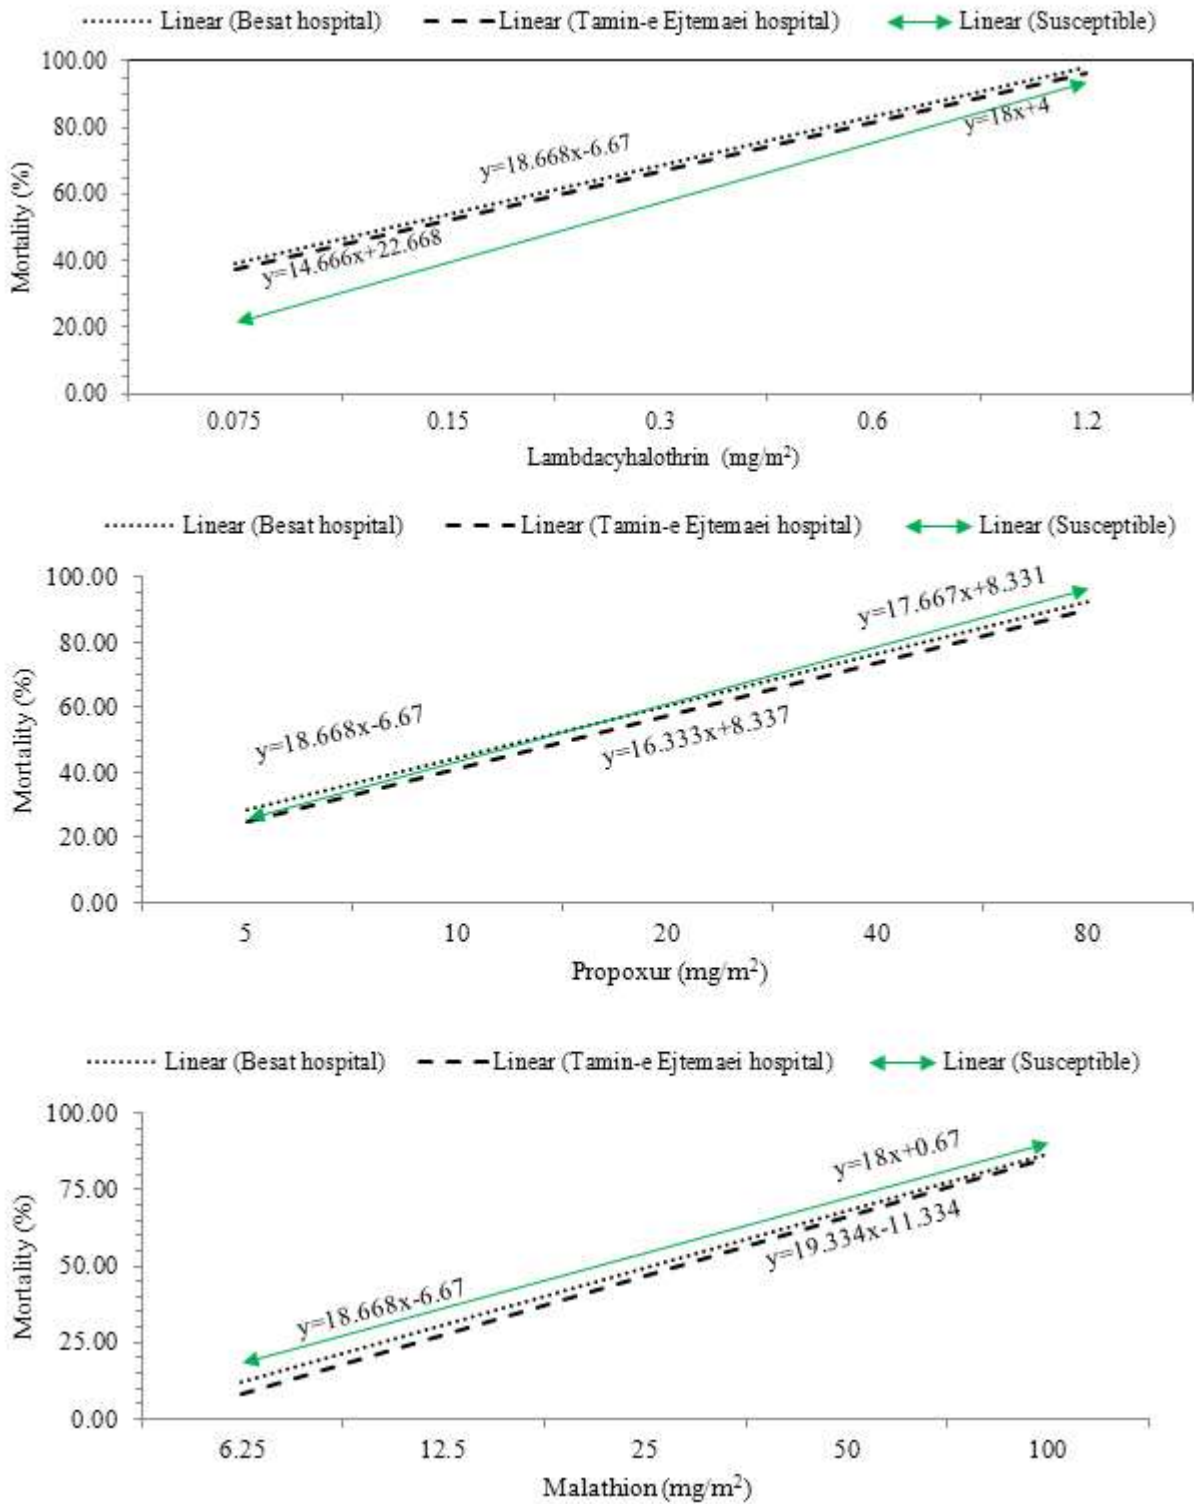 Linear (Besat hospital) Linear (Tamin-e Ejtemaei hospital) Linear (Susceptible)
100.00
80.00
60.00
40.00
20.00
0.00
Mortality (%)
y=18.668x-6.67
y=18x+4
y=14.666x+22.668
0.075 0.15 0.3 0.6 1.2
Lambdacyhalothrin (mg/m²)
Linear (Besat hospital) Linear (Tamin-e Ejtemaei hospital) Linear (Susceptible)
100.00
80.00
60.00
40.00
20.00
0.00
Mortality (%)
y=17.667x+8.331
y=18.668x-6.67
y=16.333x+8.337
5 10 20 40 80
Propoxur (mg/m²)
Linear (Besat hospital) Linear (Tamin-e Ejtemaei hospital) Linear (Susceptible)
100.00
75.00
50.00
25.00
0.00
Mortality (%)
y=18x+0.67
y=19.334x-11.334
y=18.668x-6.67
6.25 12.5 25 50 100
Malathion (mg/m²)